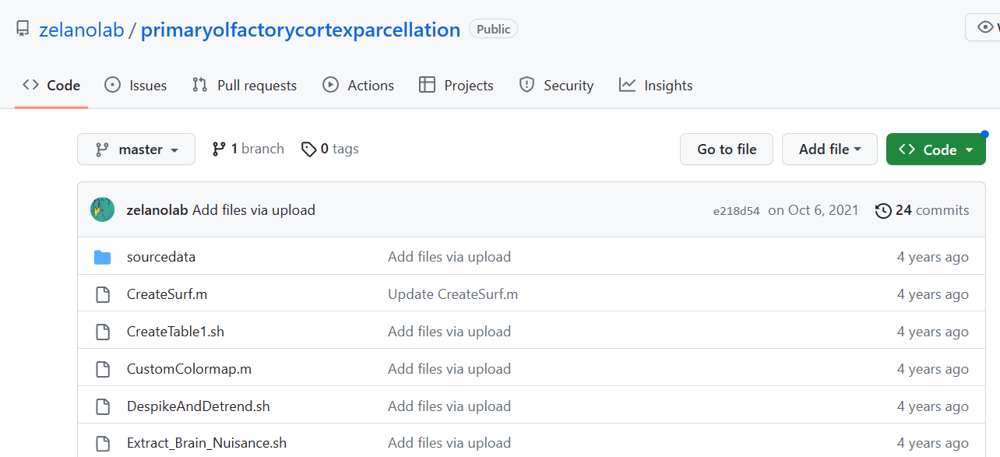 zelanolab / primaryolfactorycortexparcellation Public
Code Issues Pull requests Actions Projects Security Insights
master 1 branch 0 tags Go to file Add file Code
zelanolab Add files via upload e218d54 on Oct 6, 2021 24 commits
sourcedata Add files via upload 4 years ago
CreateSurf.m Update CreateSurf.m 4 years ago
CreateTable1.sh Add files via upload 4 years ago
CustomColormap.m Add files via upload 4 years ago
DespikeAndDetrend.sh Add files via upload 4 years ago
Extract_Brain_Nuisance.sh Add files via upload 4 years ago